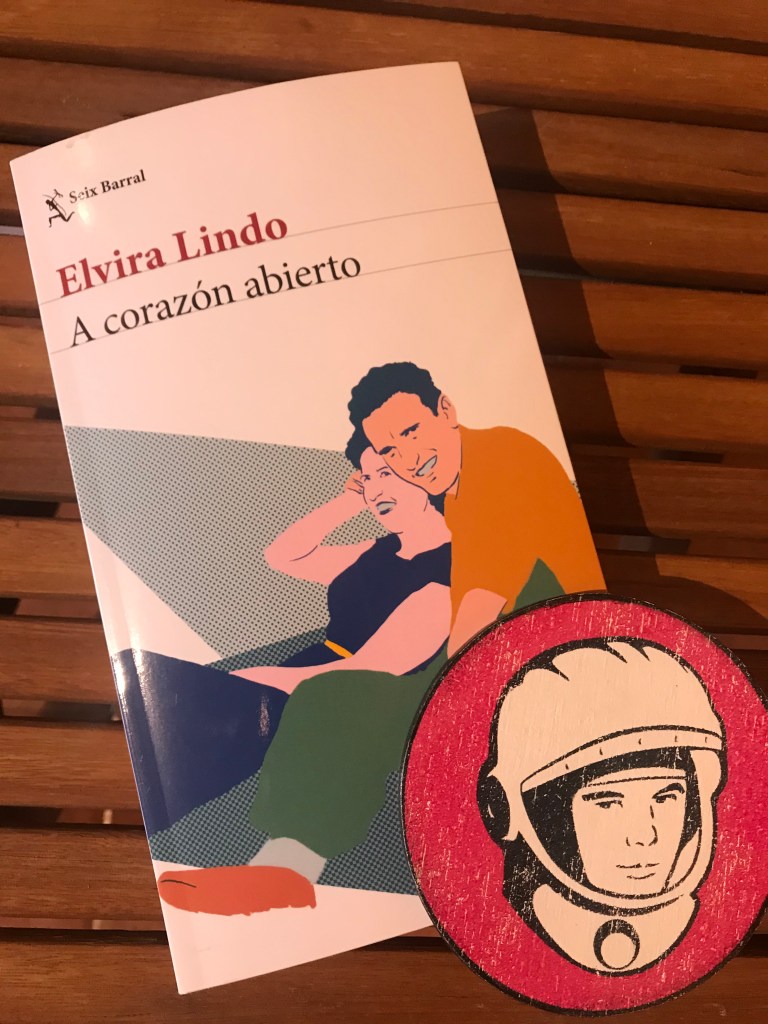 Seix Barral
Elvira Lindo
A corazón abierto